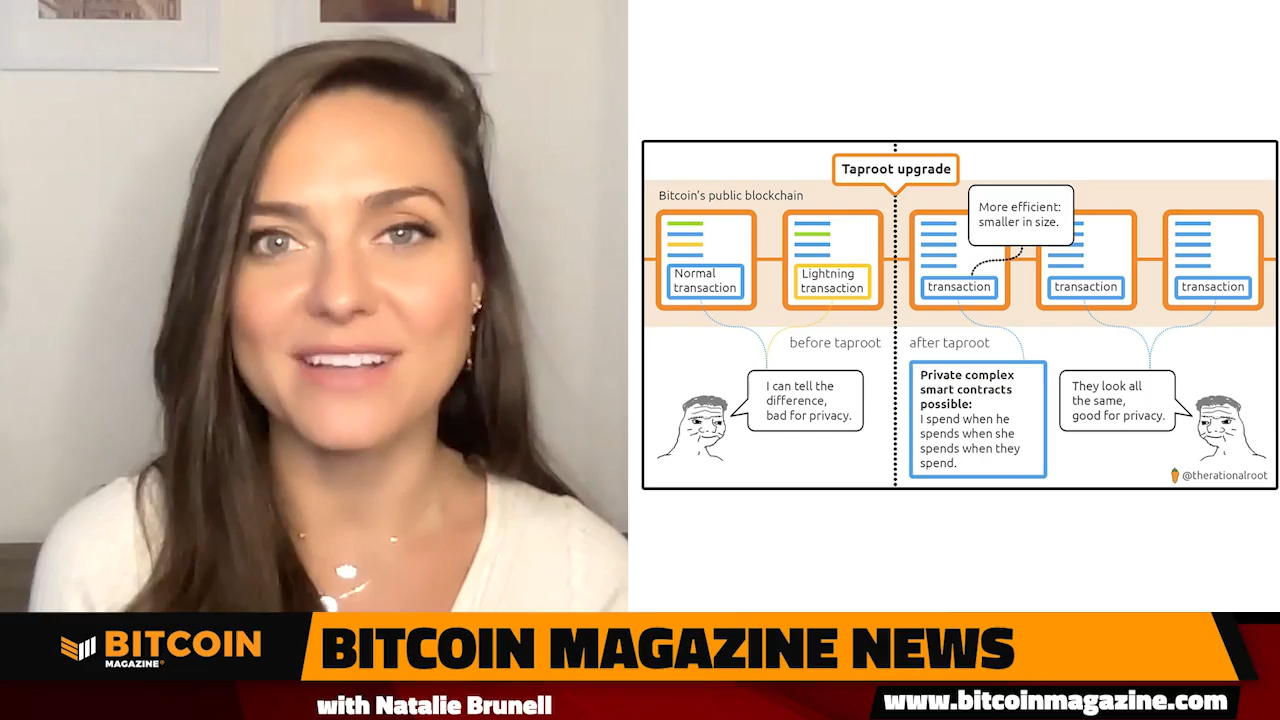 Taproot upgrade
Bitcoin's public blockchain
More efficient:
smaller in size.
Normal
transaction
Lightning
transaction
transaction
transaction
transaction
before taproot
after taproot
I can tell the
difference,
bad for privacy.
Private complex
smart contracts
possible:
I spend when he
spends when she
spends when they
spend.
They look all
the same,
good for privacy.
@therationalroot
BITCOIN
MAGAZINE®
BITCOIN MAGAZINE NEWS
with Natalie Brunell
www.bitcoinmagazine.com